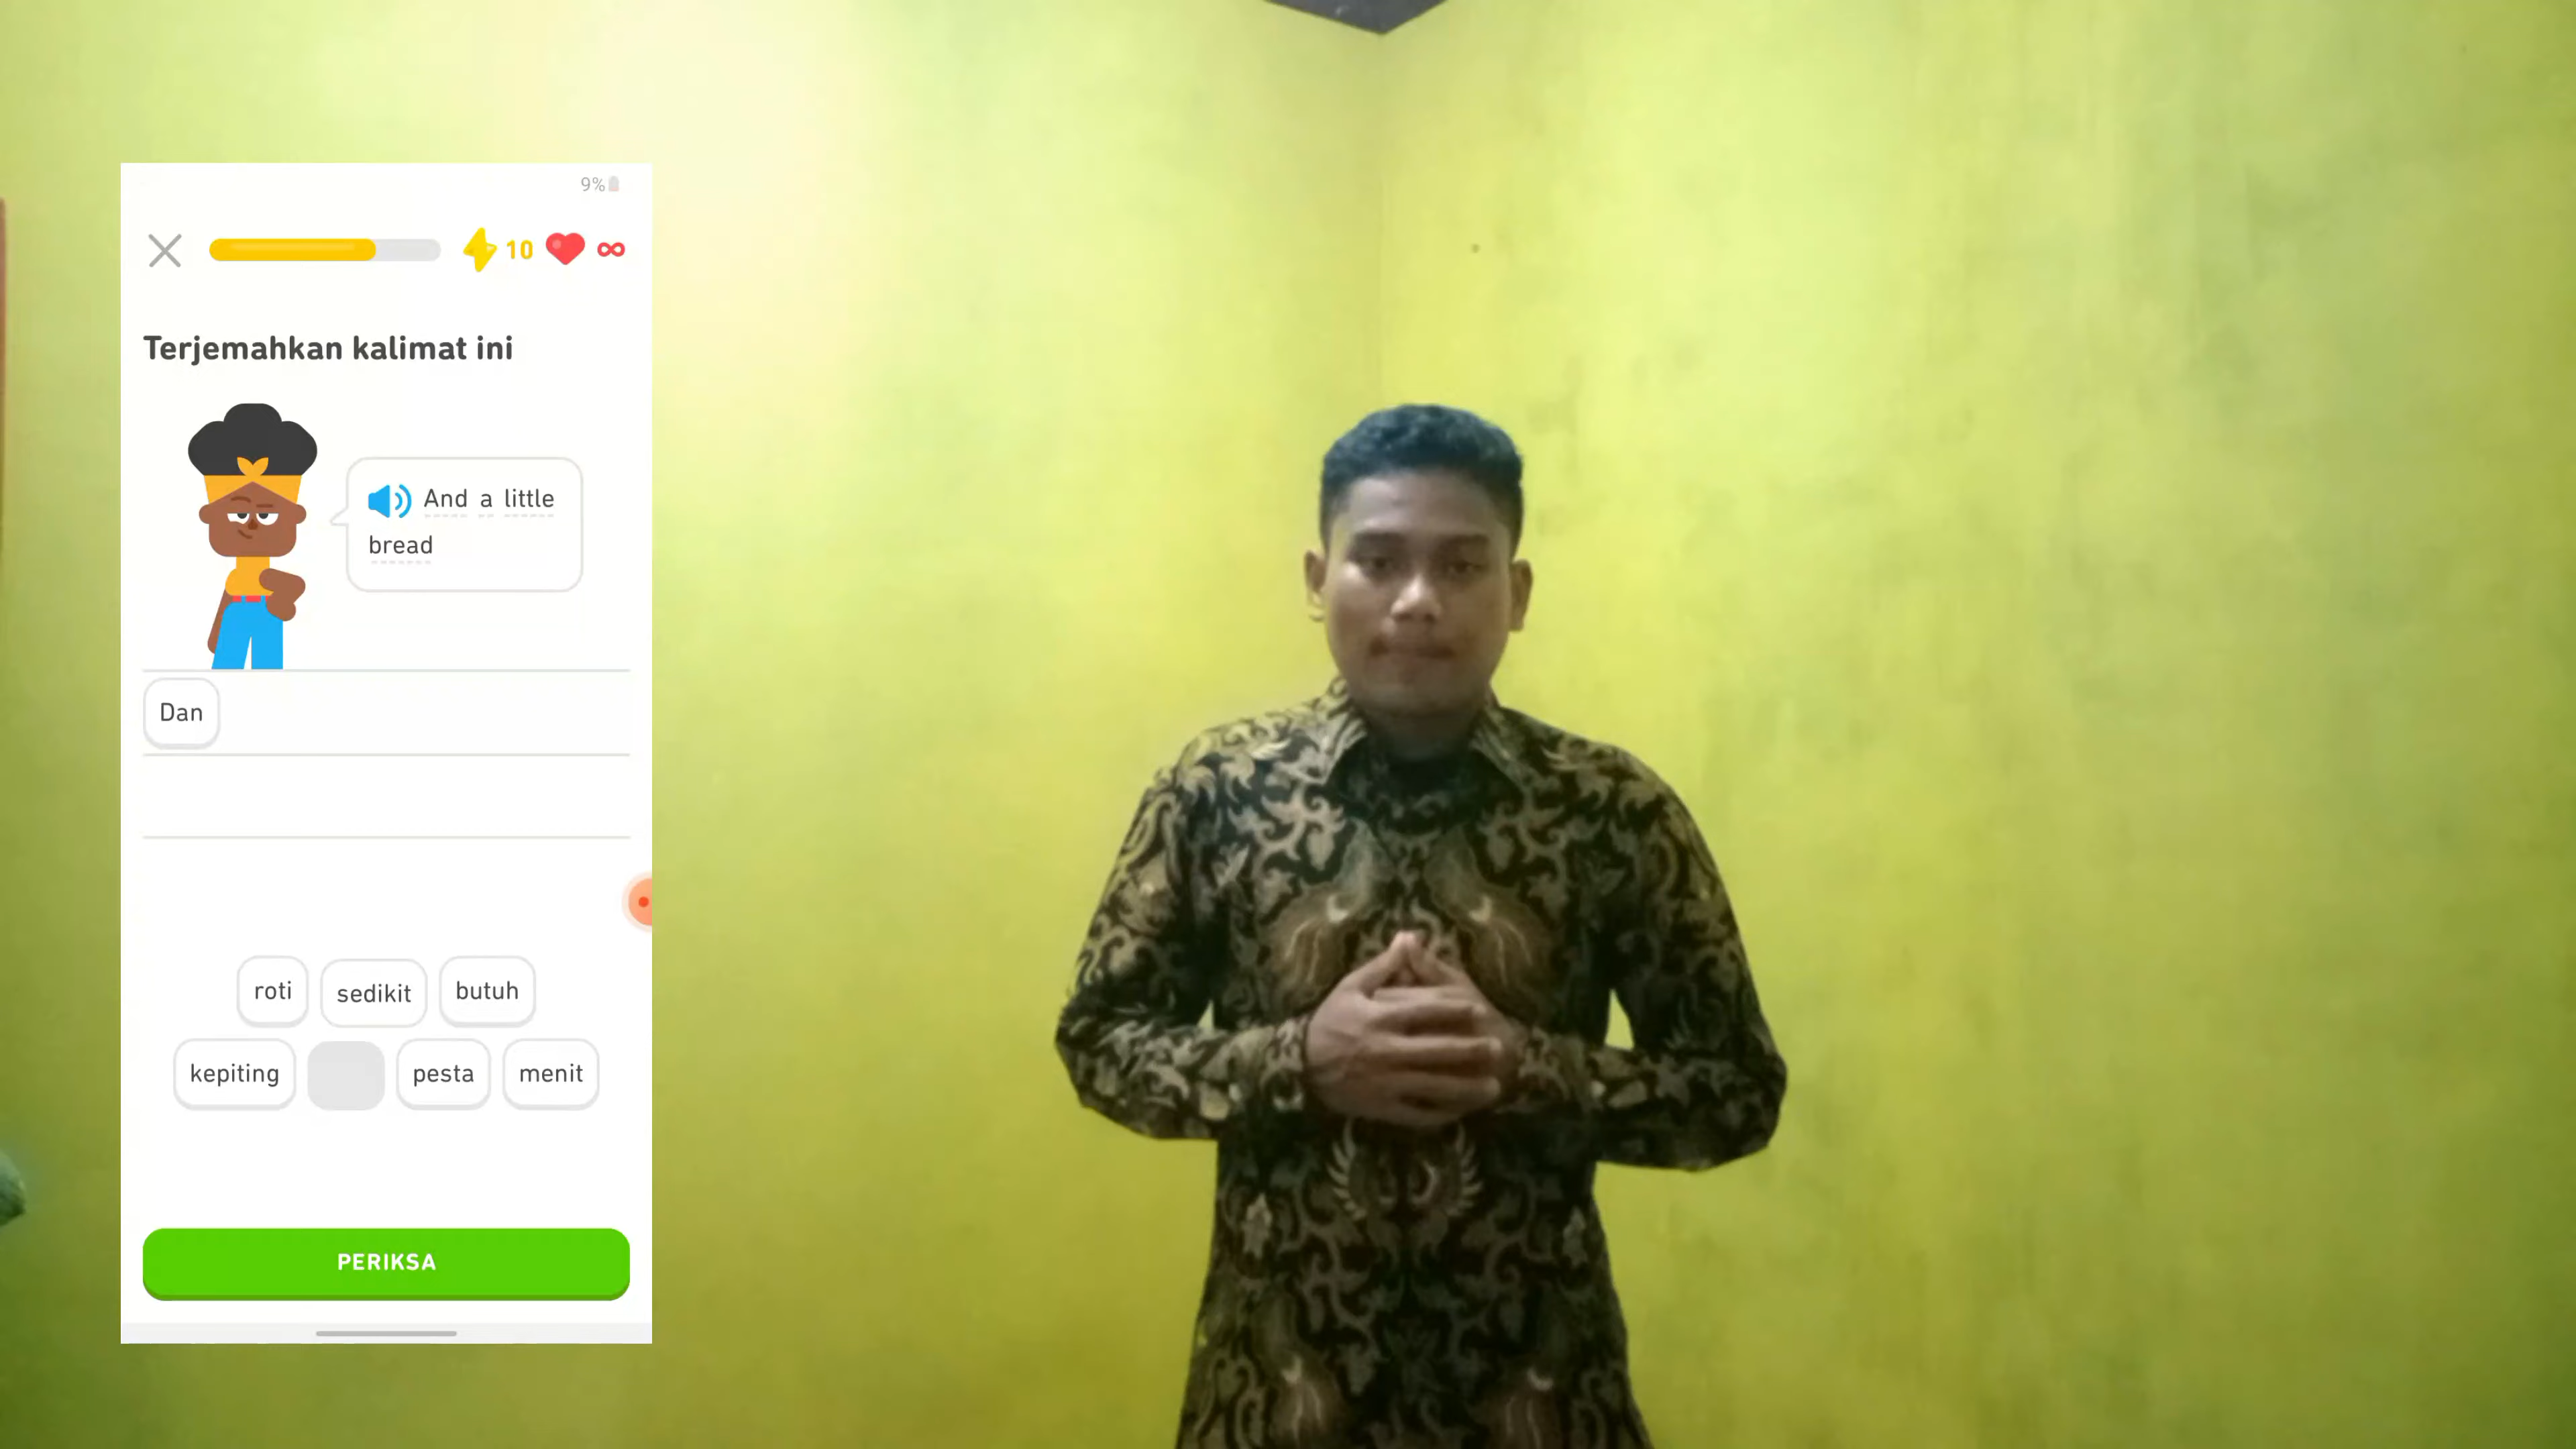 9%
10 ∞
Terjemahkan kalimat ini
And a little
bread
Dan
roti sedikit butuh
kepiting pesta menit
PERIKSA